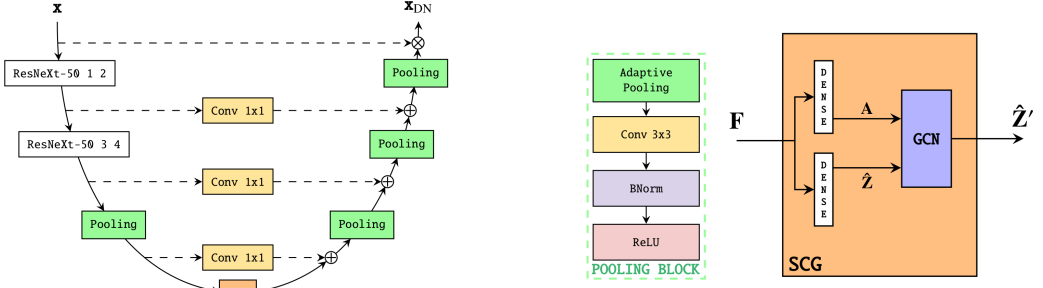 x
x_DN
ResNeXt-50 1 2
Pooling
Conv 1x1
ResNeXt-50 3 4
Pooling
Conv 1x1
Pooling
Pooling
Conv 1x1
Adaptive
Pooling
Conv 3x3
BNorm
ReLU
POOLING BLOCK
F
DENSE
A
GCN
Ẑ′
DENSE
Ẑ
SCG